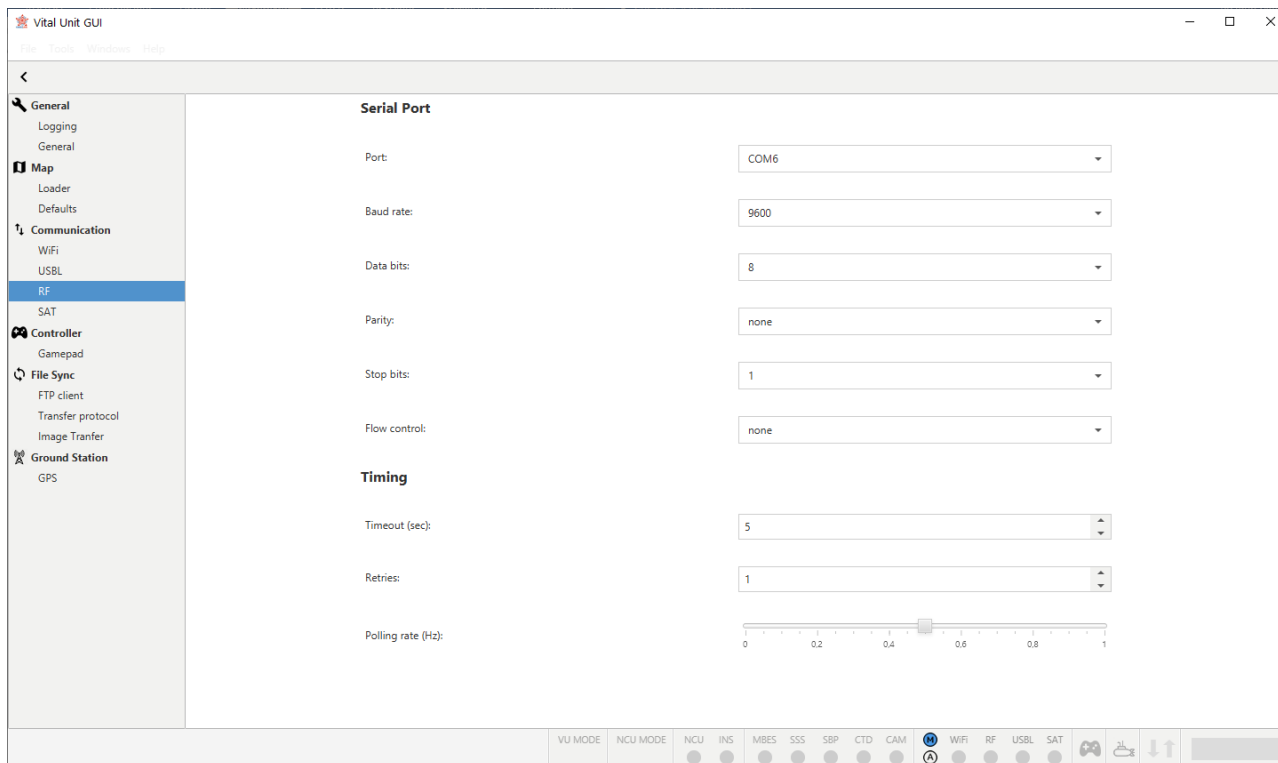 Vital Unit GUI
File Tools Windows Help
General
Logging
General
Map
Loader
Defaults
Communication
WiFi
USBL
RF
SAT
Controller
Gamepad
File Sync
FTP client
Transfer protocol
Image Tranfer
Ground Station
GPS
Serial Port
Port: COM6
Baud rate: 9600
Data bits: 8
Parity: none
Stop bits: 1
Flow control: none
Timing
Timeout (sec): 5
Retries: 1
Polling rate (Hz):
0 0,2 0,4 0,6 0,8 1
VU MODE NCU MODE NCU INS MBES SSS SBP CTD CAM M WiFi RF USBL SAT
A